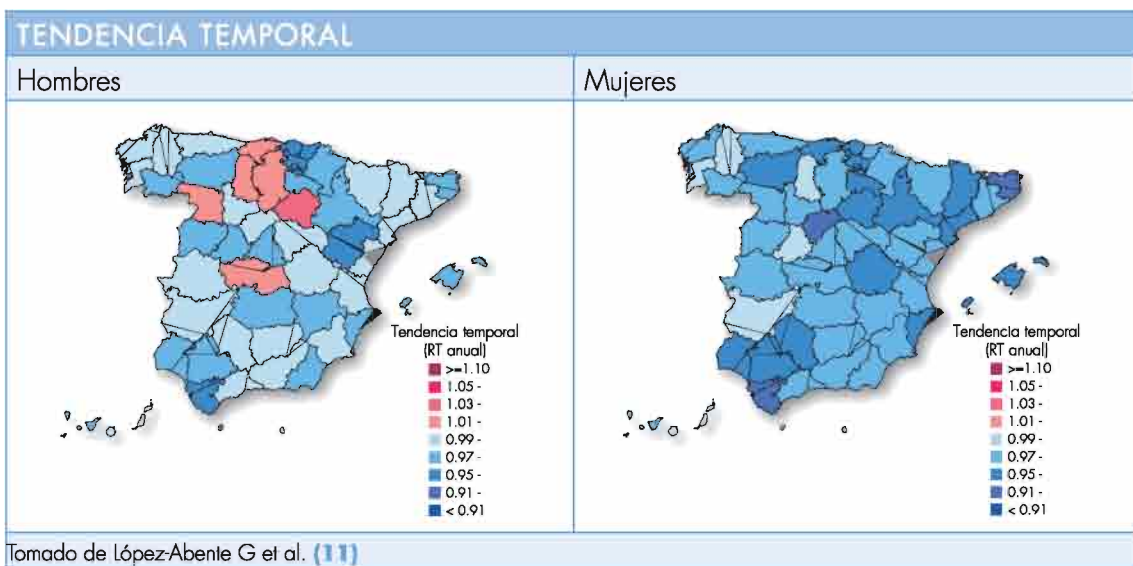 TENDENCIA TEMPORAL
Hombres
Mujeres
Tendencia temporal
(RT anual)
>=1.10
1.05 -
1.03 -
1.01 -
0.99 -
0.97 -
0.95 -
0.91 -
< 0.91
Tendencia temporal
(RT anual)
>=1.10
1.05 -
1.03 -
1.01 -
0.99 -
0.97 -
0.95 -
0.91 -
< 0.91
Tomado de López-Abente G et al. (11)